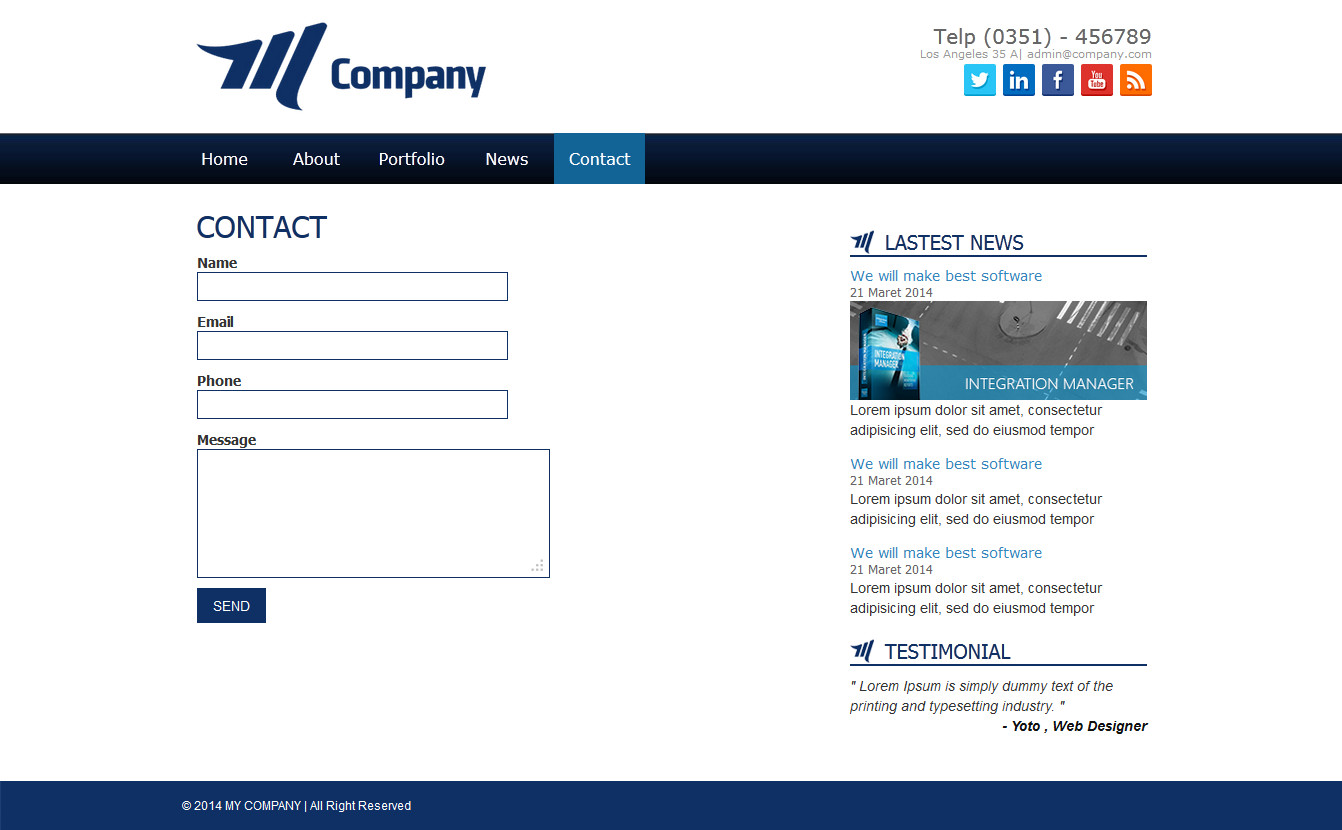 Company
Telp (0351) - 456789
Los Angeles 35 A| admin@company.com
in
f
You
Tube
Home
About
Portfolio
News
Contact
CONTACT
Name
Email
Phone
Message
SEND
LASTEST NEWS
We will make best software
21 Maret 2014
INTEGRATION
MANAGER
INTEGRATION MANAGER
Lorem ipsum dolor sit amet, consectetur
adipisicing elit, sed do eiusmod tempor
We will make best software
21 Maret 2014
Lorem ipsum dolor sit amet, consectetur
adipisicing elit, sed do eiusmod tempor
We will make best software
21 Maret 2014
Lorem ipsum dolor sit amet, consectetur
adipisicing elit, sed do eiusmod tempor
TESTIMONIAL
" Lorem Ipsum is simply dummy text of the
printing and typesetting industry. "
- Yoto , Web Designer
© 2014 MY COMPANY | All Right Reserved